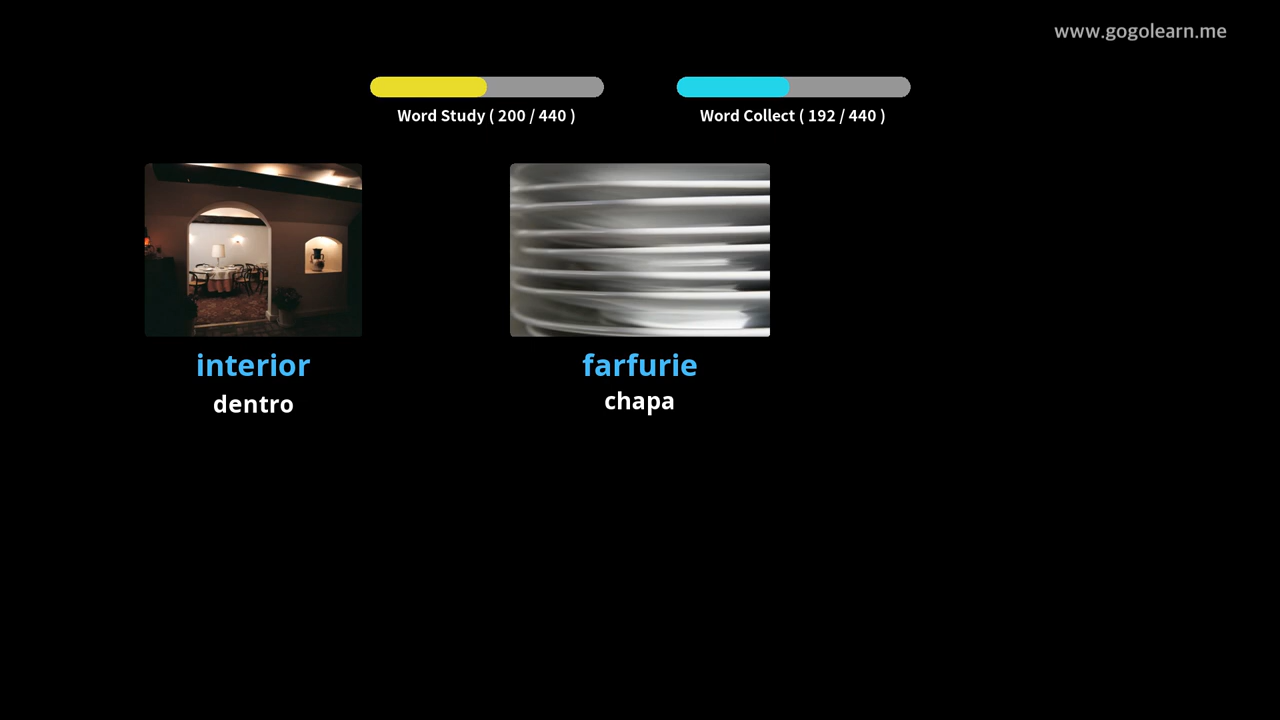 www.gogolearn.me
Word Study ( 200 / 440 )
Word Collect ( 192 / 440 )
interior
dentro
farfurie
chapa